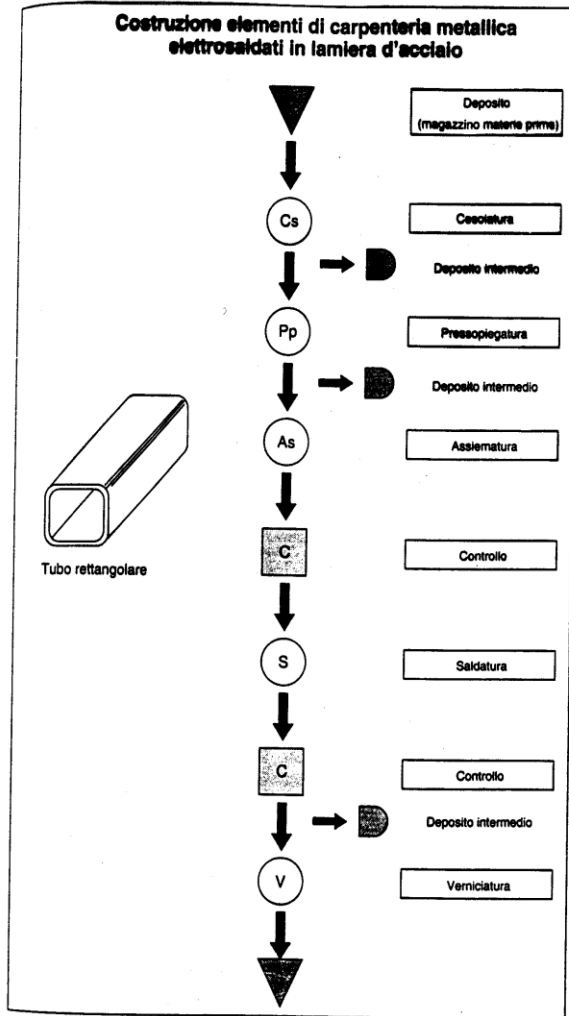 Costruzione elementi di carpenteria metallica
elettrosaldati in lamiera d'acciaio
Deposito
(magazzino materie prime)
Cs
Cesoiatura
Deposito intermedio
Pp
Pressopiegatura
Deposito intermedio
As
Assiematura
C
Controllo
Tubo rettangolare
S
Saldatura
C
Controllo
Deposito intermedio
V
Verniciatura